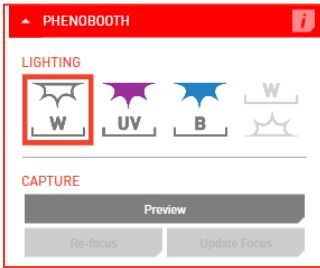 PHENOBOOTH i
LIGHTING
W UV B W
CAPTURE
Preview
Re-focus Update Focus